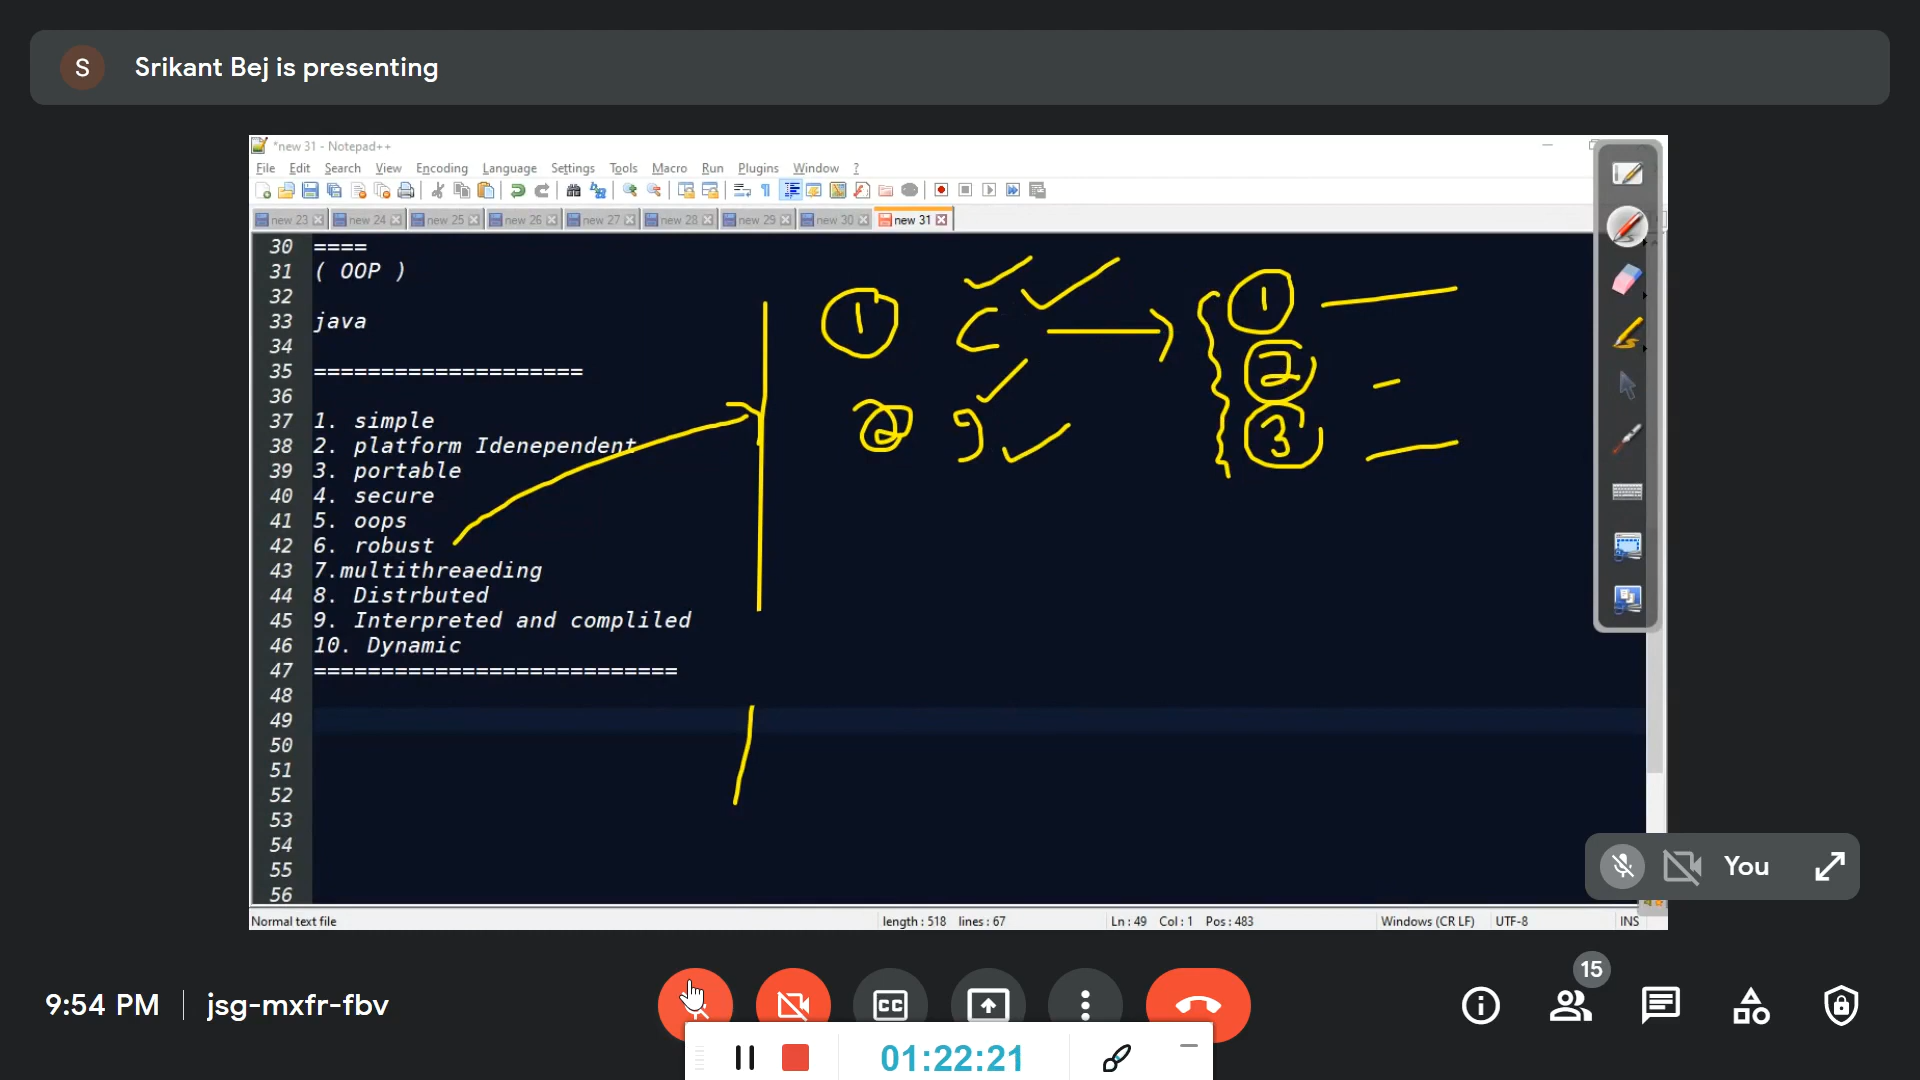 S Srikant Bej is presenting
*new 31 - Notepad++
File Edit Search View Encoding Language Settings Tools Macro Run Plugins Window ?
new 23 new 24 new 25 new 26 new 27 new 28 new 29 new 30 new 31
30 ====
31 ( OOP )
32
33 java
34
35 ====================
36
37 1. simple
38 2. platform Idenependent
39 3. portable
40 4. secure
41 5. oops
42 6. robust
43 7.multithreaeding
44 8. Distrbuted
45 9. Interpreted and compliled
46 10. Dynamic
47 ===========================
48
49
50
51
52
53
54
55
56
1 C
2
1
2
3
You
Normal text file length : 518 lines : 67 Ln : 49 Col : 1 Pos : 483 Windows (CR LF) UTF-8 INS
9:54 PM jsg-mxfr-fbv
CC
15
01:22:21